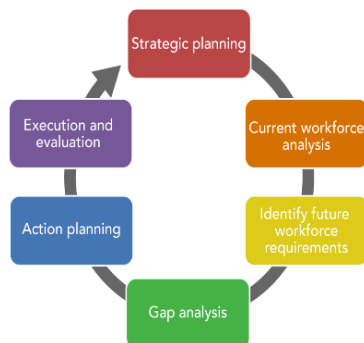 Strategic planning
Current workforce
analysis
Identify future
workforce
requirements
Gap analysis
Action planning
Execution and
evaluation